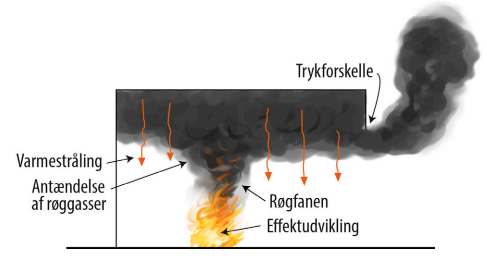 Trykforskelle
Varmestråling
Antændelse
af røggasser
Røgfanen
Effektudvikling